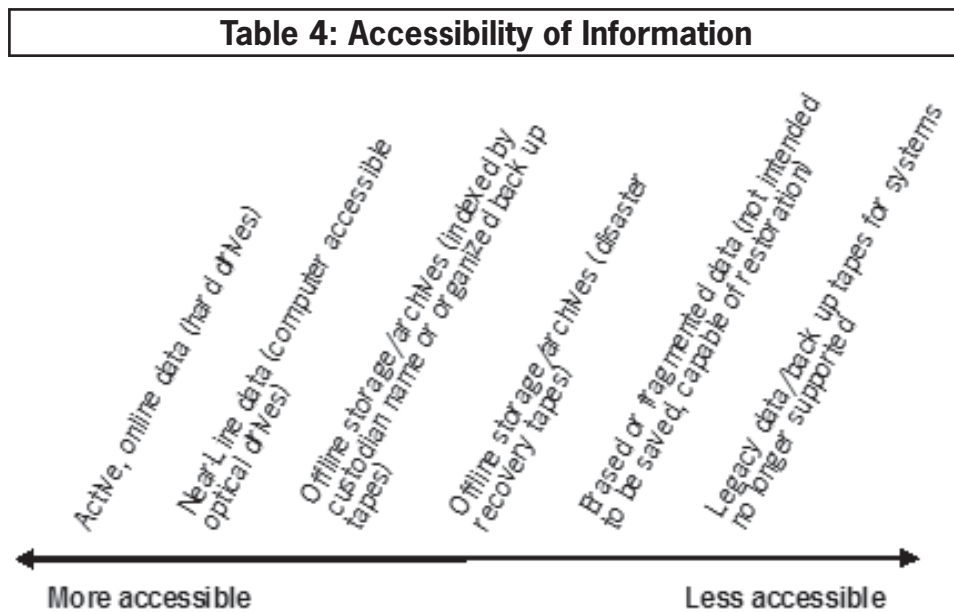 Table 4: Accessibility of Information
Active, online data (hard drives)
Near-Line data (computer accessible
optical drives)
Offline storage/archives (indexed by
custodian name or organized back up
tapes)
Offline storage/archives (disaster
recovery tapes)
Erased or fragmented data (not intended
to be saved, capable of restoration)
Legacy data/back up tapes for systems
no longer supported
More accessible
Less accessible